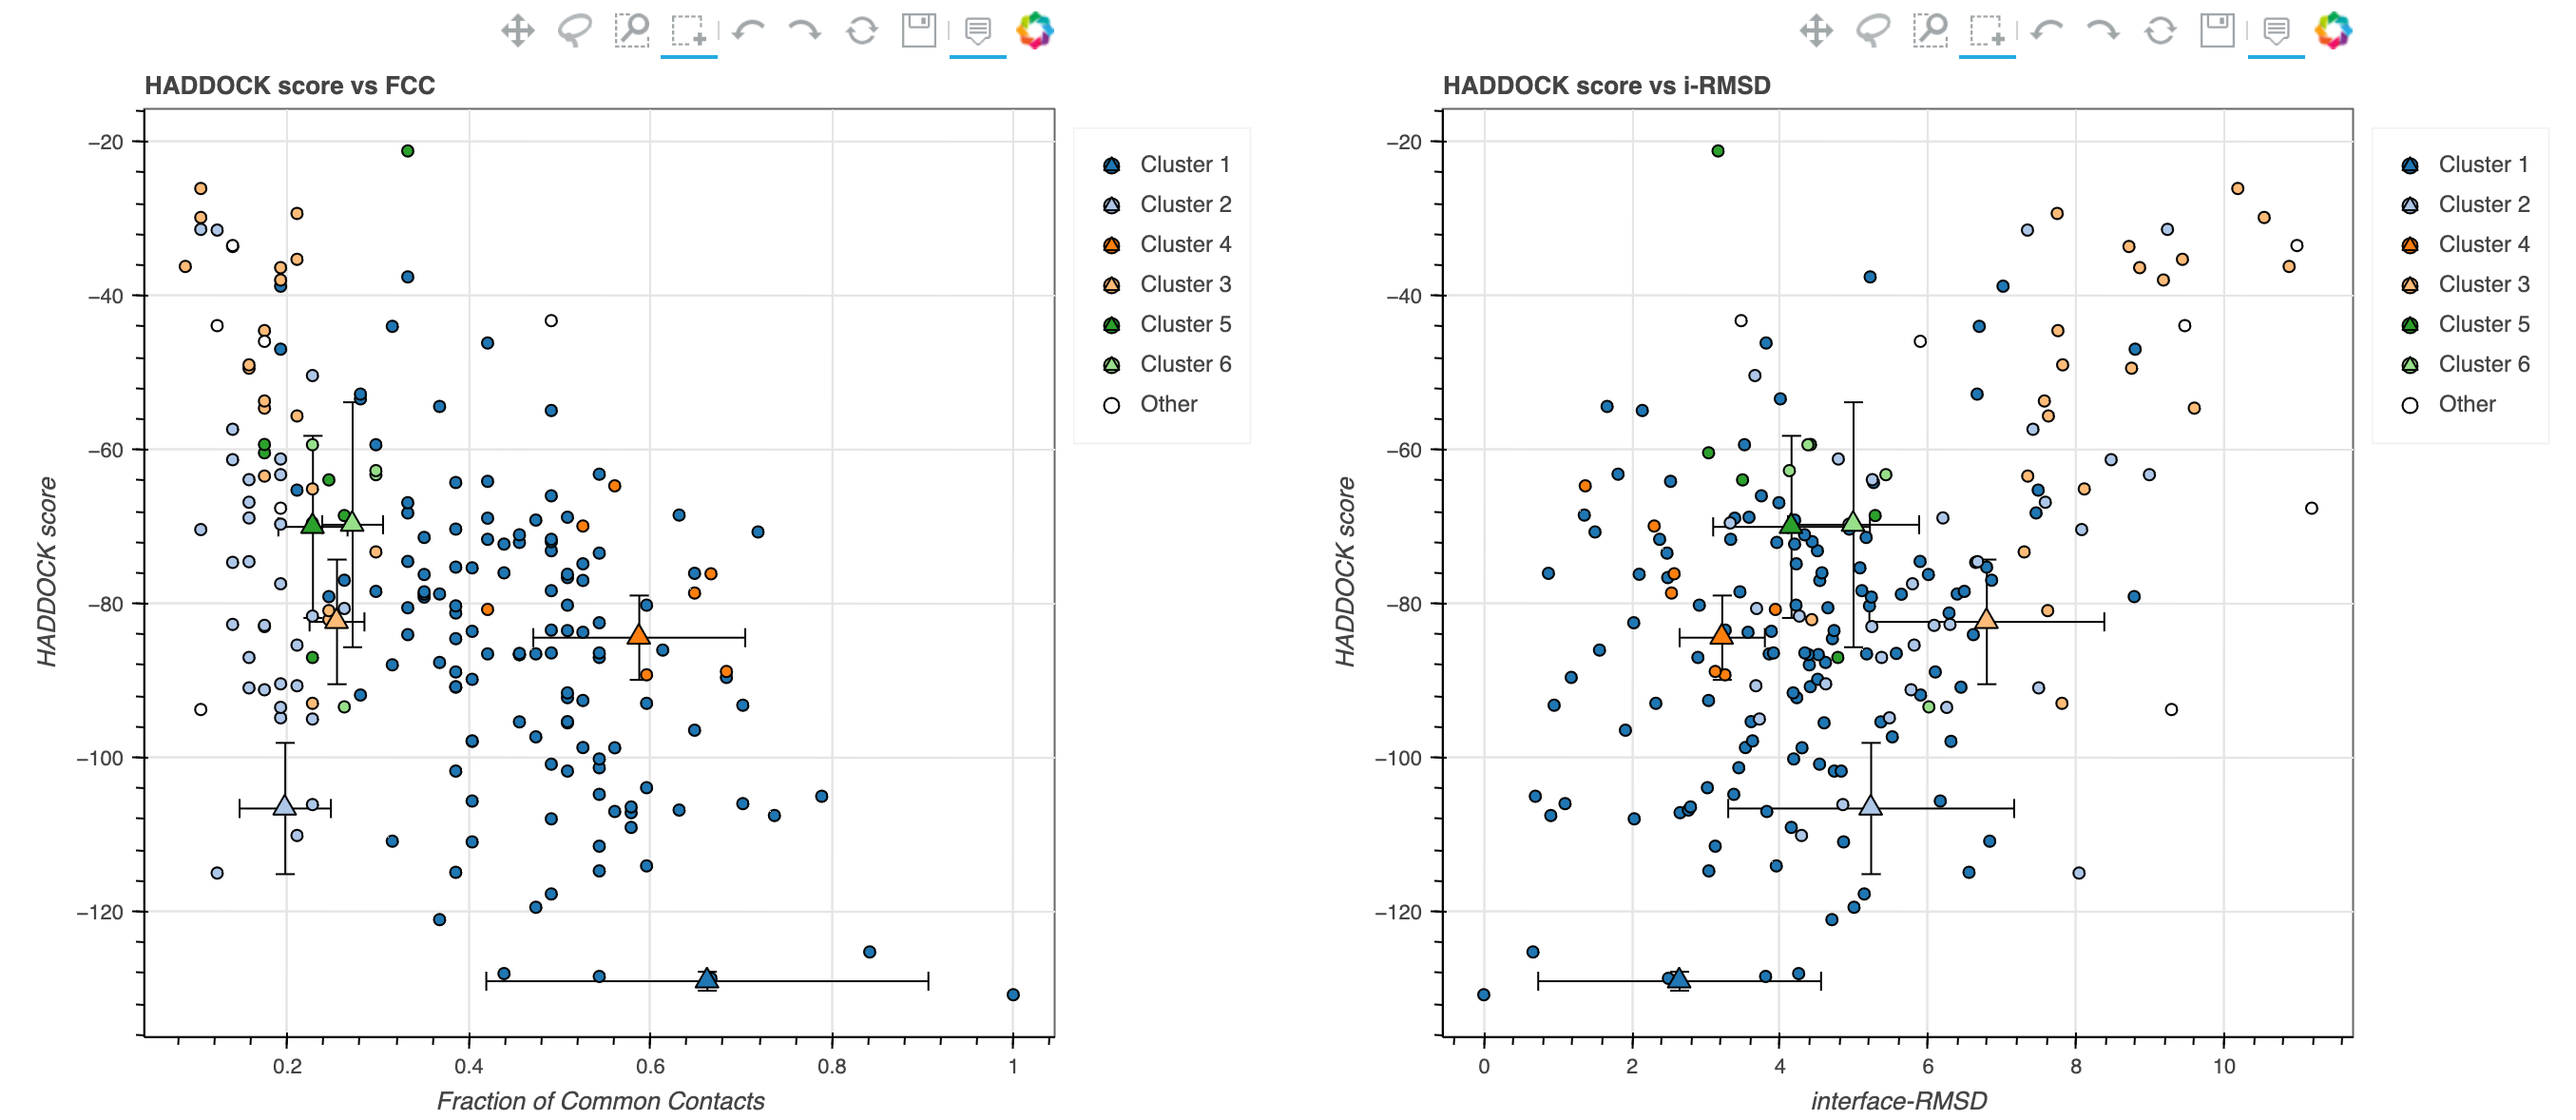 HADDOCK score vs FCC
−20
−40
−60
−80
−100
−120
HADDOCK score
0.2
0.4
0.6
0.8
1
Fraction of Common Contacts
Cluster 1
Cluster 2
Cluster 4
Cluster 3
Cluster 5
Cluster 6
Other
HADDOCK score vs i-RMSD
−20
−40
−60
−80
−100
−120
HADDOCK score
0
2
4
6
8
10
interface-RMSD
Cluster 1
Cluster 2
Cluster 4
Cluster 3
Cluster 5
Cluster 6
Other